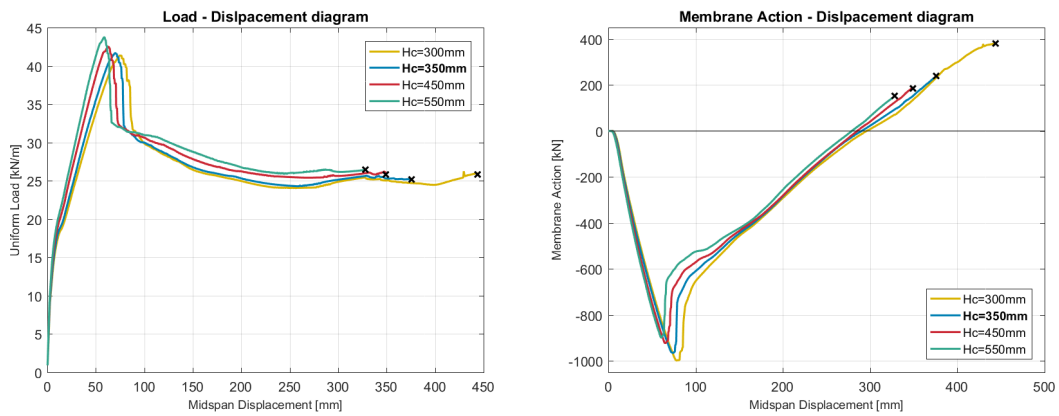 Load - Dislpacement diagram
45
40
35
30
25
20
15
10
5
0
Uniform Load [kN/m]
0 50 100 150 200 250 300 350 400 450
Midspan Displacement [mm]
Hc=300mm
Hc=350mm
Hc=450mm
Hc=550mm
Membrane Action - Dislpacement diagram
400
200
0
-200
-400
-600
-800
-1000
Membrane Action [kN]
0 100 200 300 400 500
Midspan Displacement [mm]
Hc=300mm
Hc=350mm
Hc=450mm
Hc=550mm